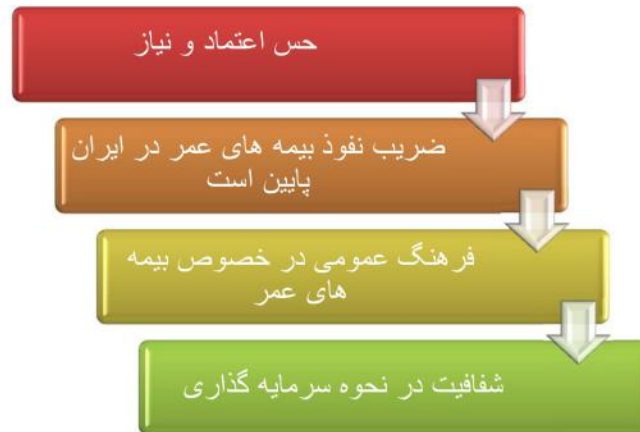 حس اعتماد و نیاز
ضریب نفوذ بیمه های عمر در ایران
پایین است
فرهنگ عمومی در خصوص بیمه
های عمر
شفافیت در نحوه سرمایه گذاری